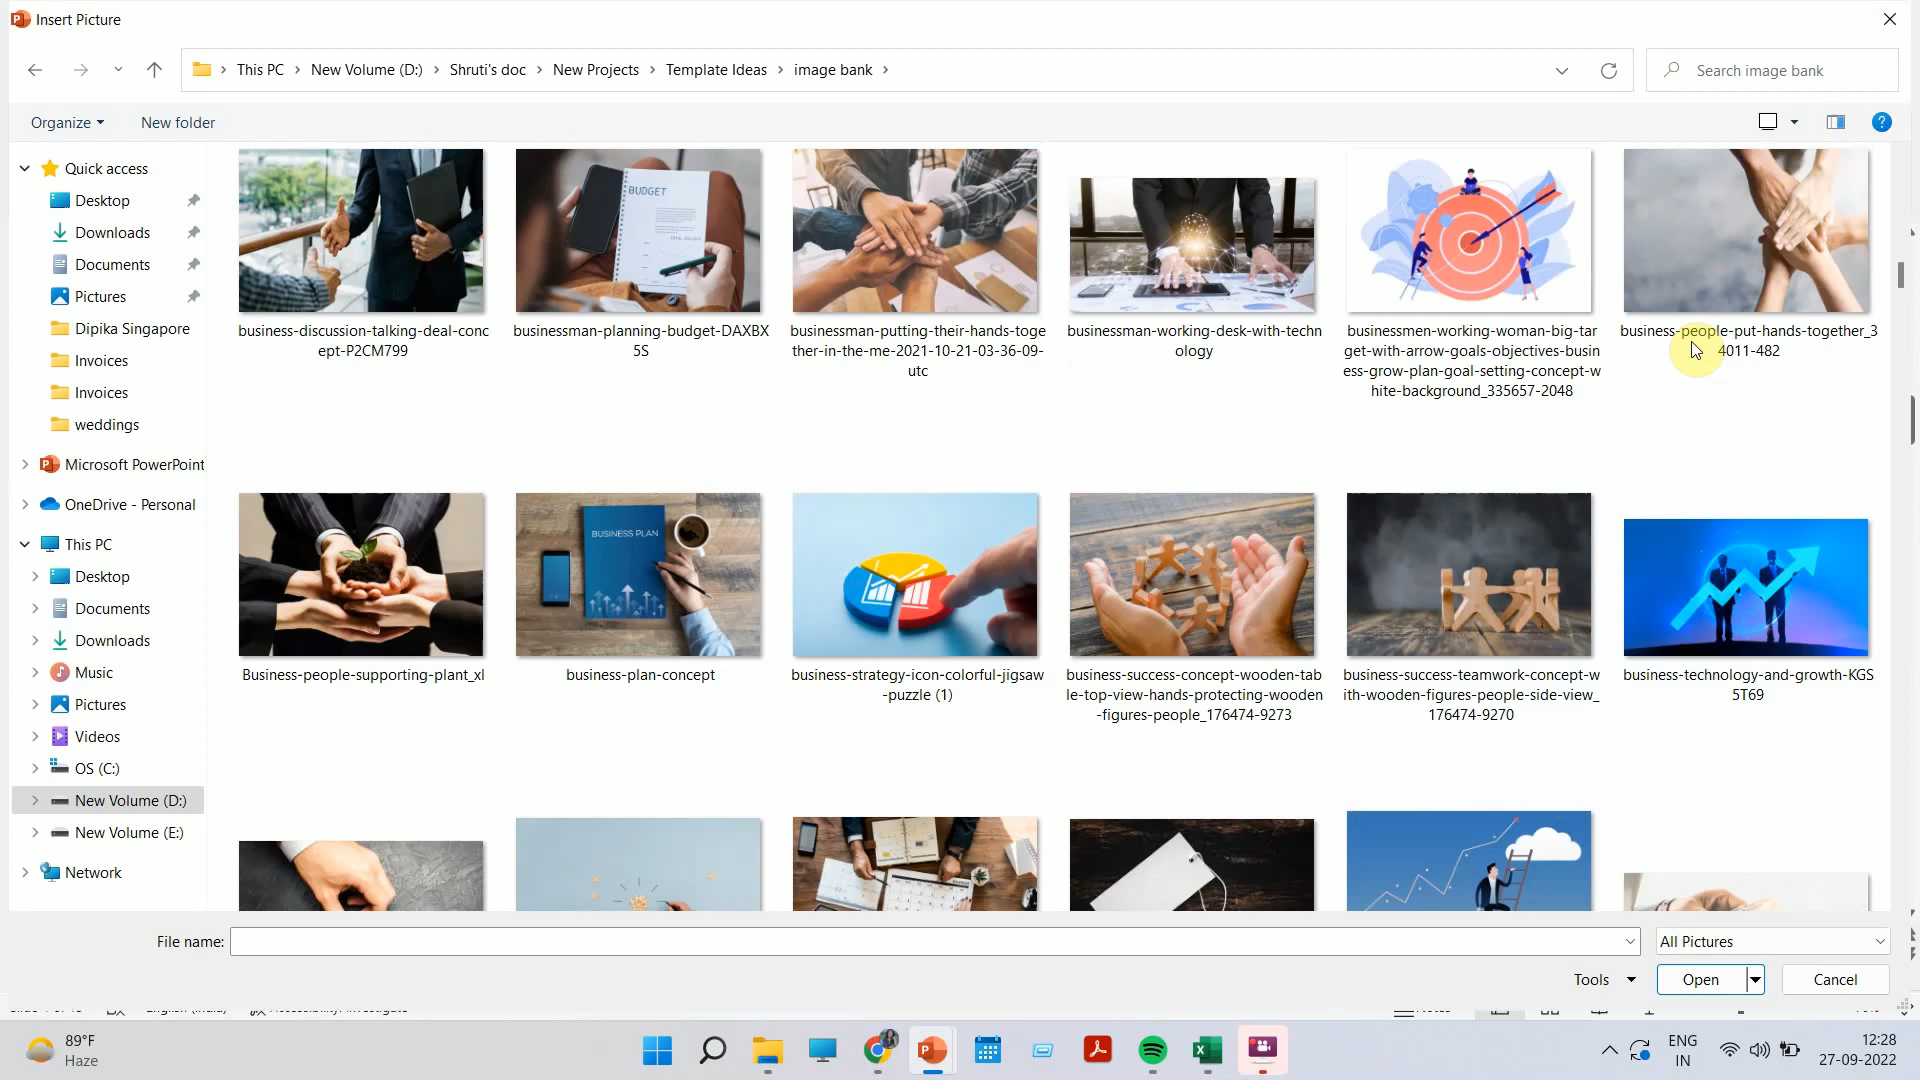 Insert Picture
This PC
New Volume (D:)
Shruti's doc
New Projects
Template Ideas
image bank
Search image bank
Organize
New folder
Quick access
Desktop
Downloads
Documents
Pictures
Dipika Singapore
Invoices
Invoices
weddings
Microsoft PowerPoint
OneDrive - Personal
This PC
Desktop
Documents
Downloads
Music
Pictures
Videos
OS (C:)
New Volume (D:)
New Volume (E:)
Network
BUDGET
business-discussion-talking-deal-conc
ept-P2CM799
businessman-planning-budget-DAXBX
5S
businessman-putting-their-hands-toge
ther-in-the-me-2021-10-21-03-36-09-
utc
businessman-working-desk-with-techn
ology
businessmen-working-woman-big-tar
get-with-arrow-goals-objectives-busin
ess-grow-plan-goal-setting-concept-w
hite-background_335657-2048
business-people-put-hands-together_3
4011-482
BUSINESS PLAN
Business-people-supporting-plant_xl
business-plan-concept
business-strategy-icon-colorful-jigsaw
-puzzle (1)
business-success-concept-wooden-tab
le-top-view-hands-protecting-wooden
-figures-people_176474-9273
business-success-teamwork-concept-w
ith-wooden-figures-people-side-view_
176474-9270
business-technology-and-growth-KGS
5T69
File name:
All Pictures
Tools
Open
Cancel
89°F
Haze
ENG
IN
12:28
27-09-2022